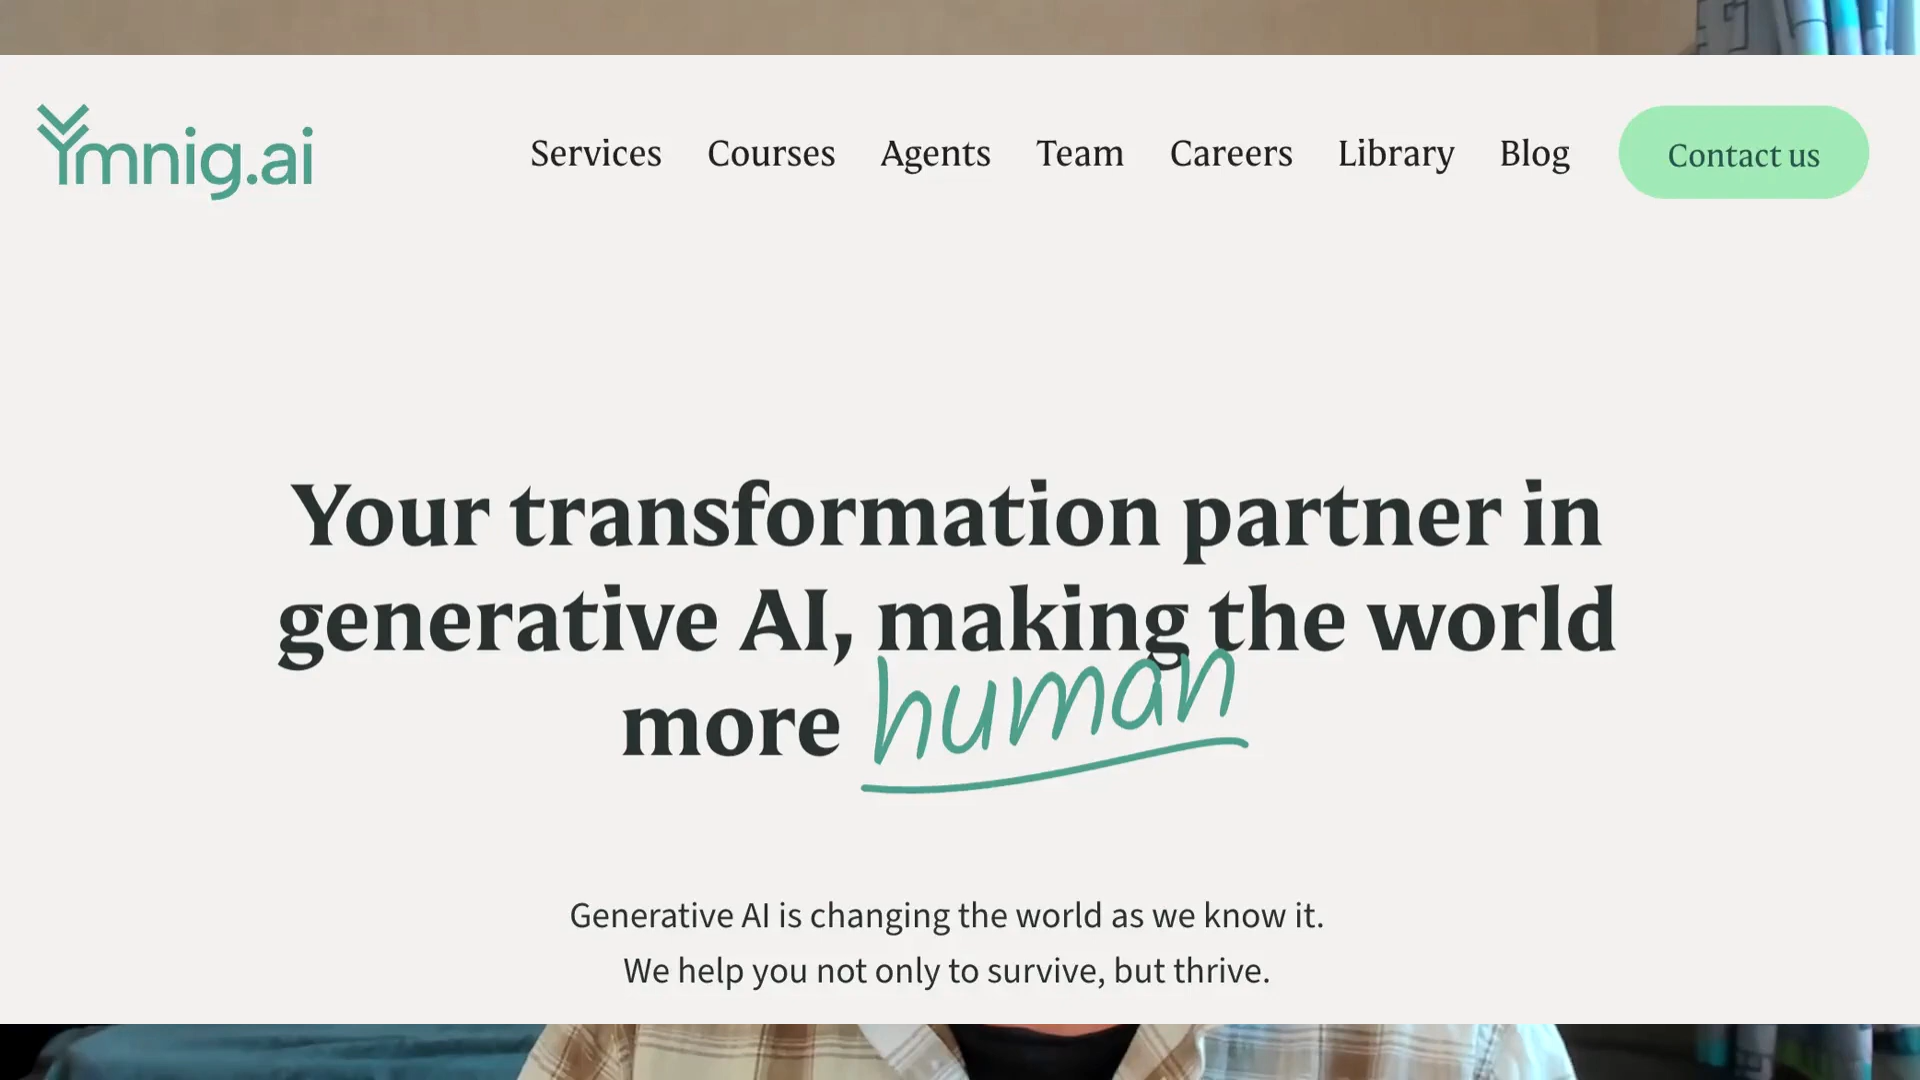 Ymnig.ai
Services Courses Agents Team Careers Library Blog Contact us
Your transformation partner in
generative AI, making the world
more human
Generative AI is changing the world as we know it.
We help you not only to survive, but thrive.